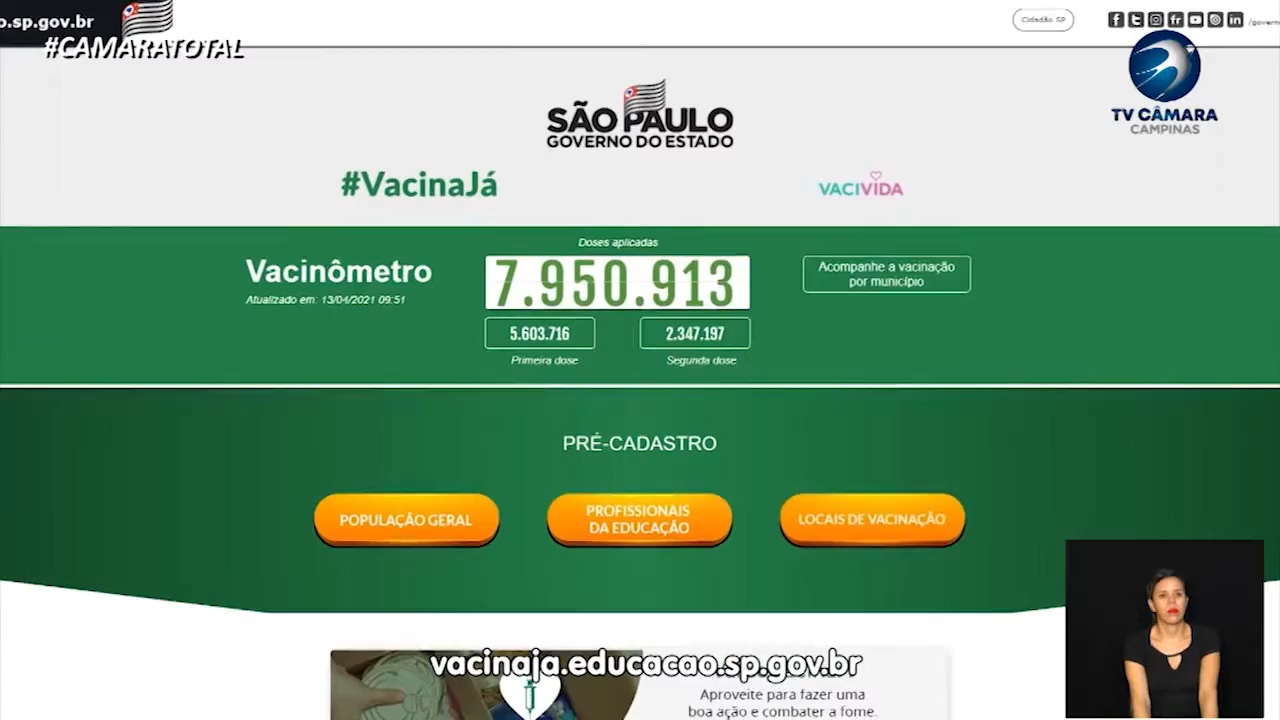 o.sp.gov.br
#CAMARATOTAL
Cidadão SP
/govern
TV CÂMARA
CAMPINAS
SÃO PAULO
GOVERNO DO ESTADO
#VacinaJá
VACIVIDA
Doses aplicadas
Vacinômetro
7.950.913
Acompanhe a vacinação
por município
Atualizado em: 13/04/2021 09:51
5.603.716
2.347.197
Primeira dose
Segunda dose
PRÉ-CADASTRO
POPULAÇÃO GERAL
PROFISSIONAIS
DA EDUCAÇÃO
LOCAIS DE VACINAÇÃO
vacinaja.educacao.sp.gov.br
Aproveite para fazer uma
boa ação e combater a fome.